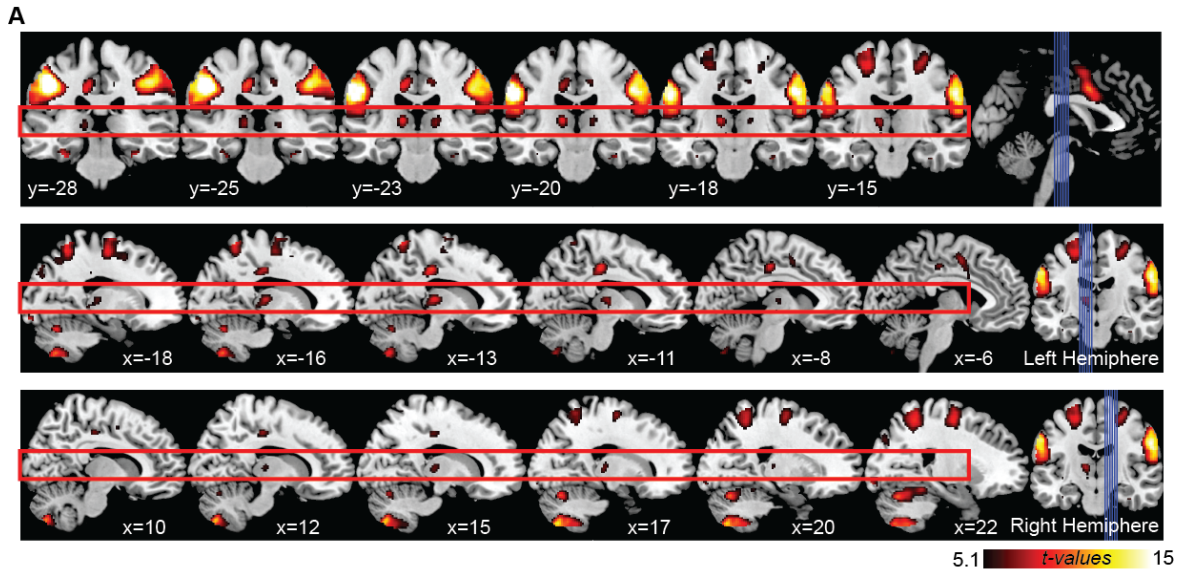 A
y=-28 y=-25 y=-23 y=-20 y=-18 y=-15
x=-18 x=-16 x=-13 x=-11 x=-8 x=-6 Left Hemiphere
x=10 x=12 x=15 x=17 x=20 x=22 Right Hemiphere
5.1 t-values 15